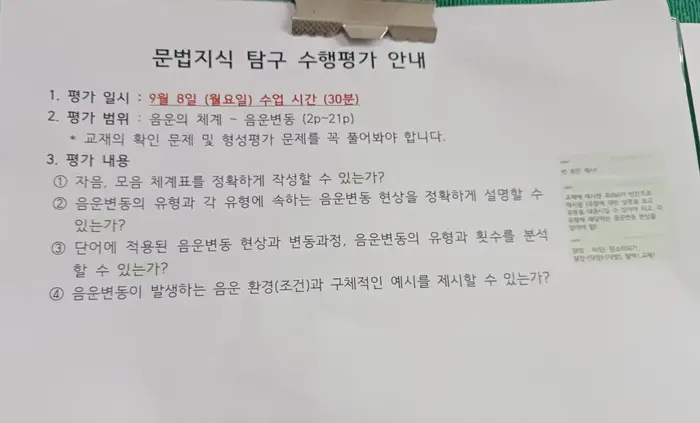 문법지식 탐구 수행평가 안내
1. 평가 일시 : 9월 8일 (월요일) 수업 시간 (30분)
2. 평가 범위 : 음운의 체계 - 음운변동 (2p~21p)
* 교재의 확인 문제 및 형성평가 문제를 꼭 풀어봐야 합니다.
3. 평가 내용
① 자음, 모음 체계표를 정확하게 작성할 수 있는가?
② 음운변동의 유형과 각 유형에 속하는 음운변동 현상을 정확하게 설명할 수
있는가?
③ 단어에 적용된 음운변동 현상과 변동과정, 음운변동의 유형과 횟수를 분석
할 수 있는가?
④ 음운변동이 발생하는 음운 환경(조건)과 구체적인 예시를 제시할 수 있는가?